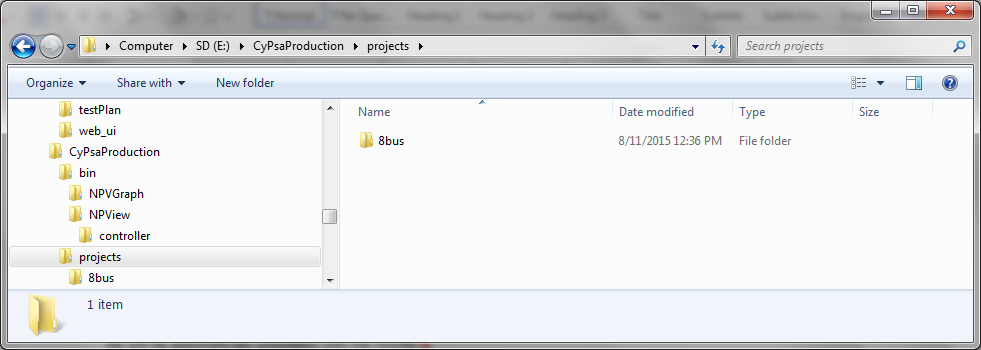 Computer SD (E:) CyPsaProduction projects
Search projects
Organize Share with New folder
testPlan
web_ui
CyPsaProduction
bin
NPVGraph
NPView
controller
projects
8bus
Name Date modified Type Size
8bus 8/11/2015 12:36 PM File folder
1 item